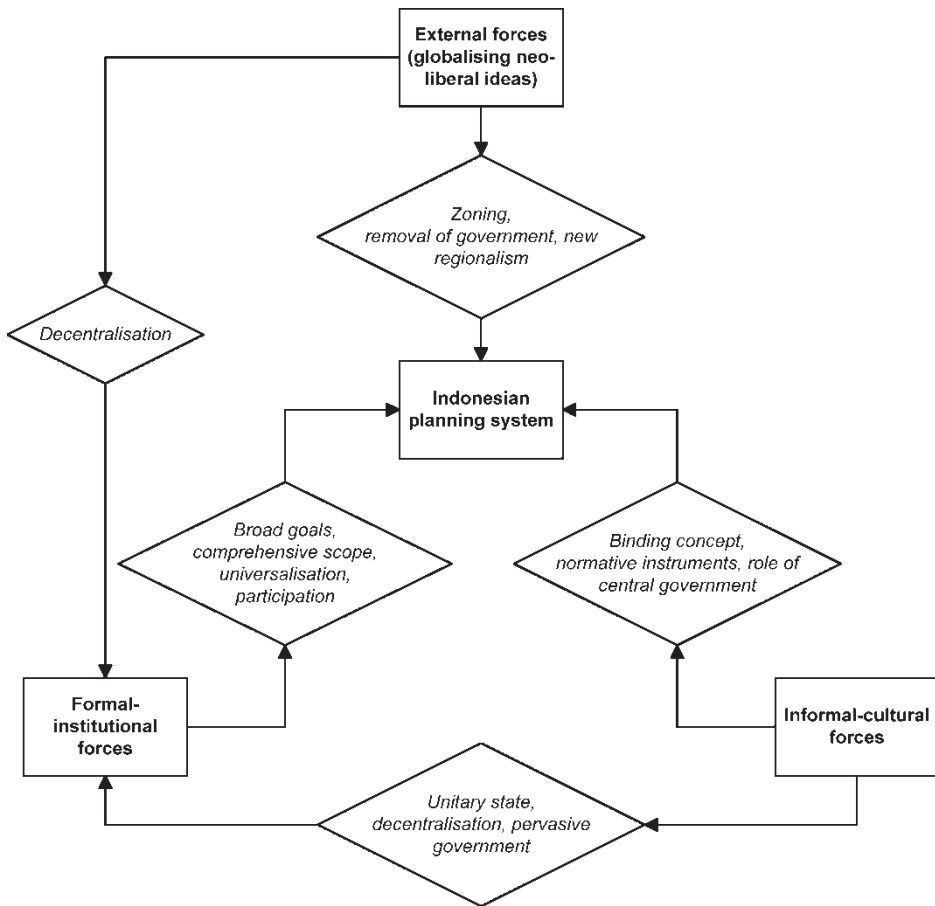 External forces
(globalising neo-
liberal ideas)
Zoning,
removal of government, new
regionalism
Decentralisation
Indonesian
planning system
Broad goals,
comprehensive scope,
universalisation,
participation
Binding concept,
normative instruments, role of
central government
Formal-
institutional
forces
Informal-cultural
forces
Unitary state,
decentralisation, pervasive
government